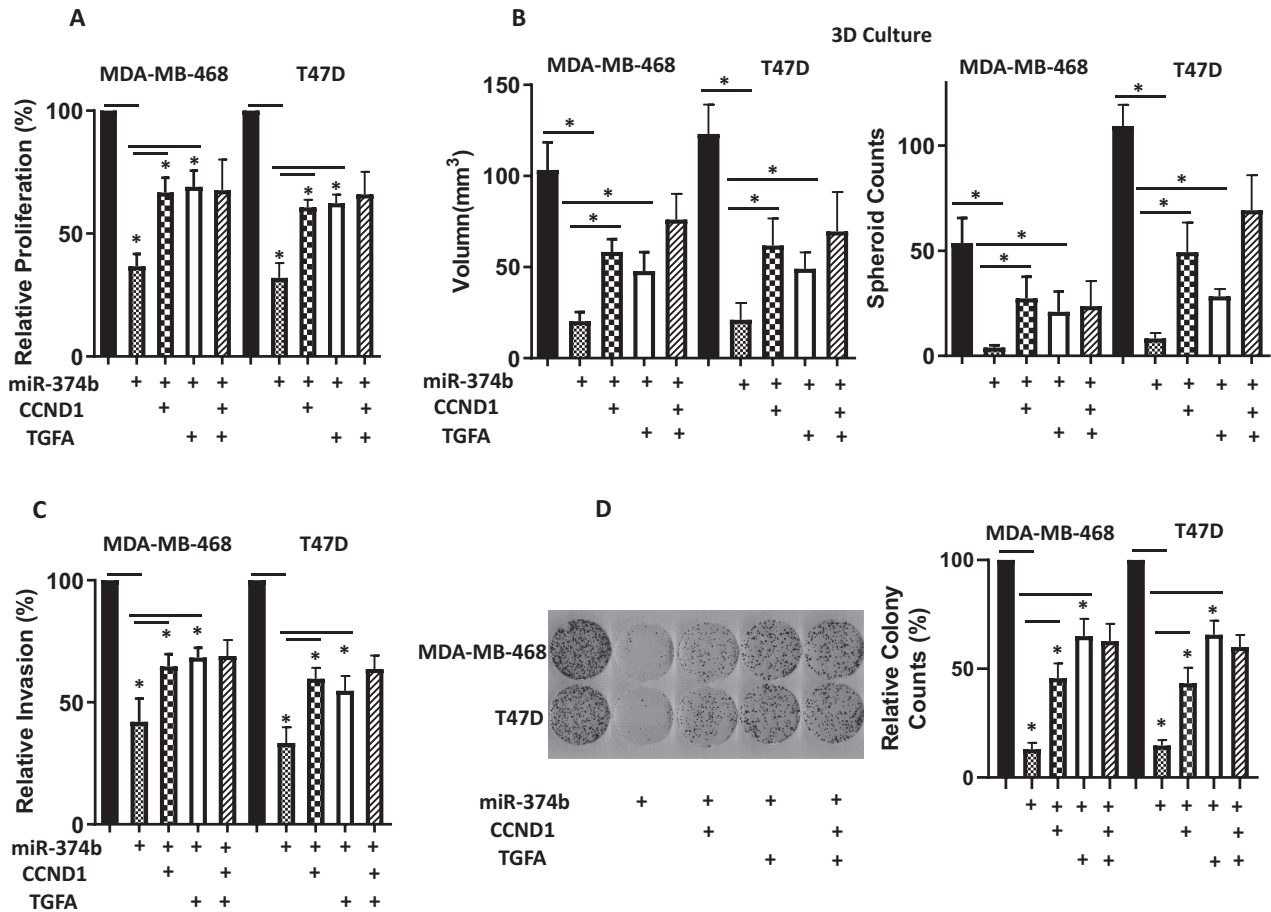 A
MDA-MB-468 T47D
Relative Proliferation (%)
100
50
0
* * * * * *
miR-374b + + + + + + + +
CCND1 + + + +
TGFA + + + +
B
3D Culture
MDA-MB-468 T47D
Volumn(mm3)
150
100
50
0
* * * * * *
miR-374b + + + + + + + +
CCND1 + + + +
TGFA + + + +
MDA-MB-468 T47D
Spheroid Counts
100
50
0
* * * * * *
+ + + + + + + +
+ + + +
+ + + +
C
MDA-MB-468 T47D
Relative Invasion (%)
100
50
0
* * * * * *
miR-374b + + + + + + + +
CCND1 + + + +
TGFA + + + +
D
MDA-MB-468
T47D
miR-374b + + + +
CCND1 + +
TGFA + +
MDA-MB-468 T47D
Relative Colony
Counts (%)
100
50
0
* * * * * *
+ + + + + + + +
+ + + +
+ + + +